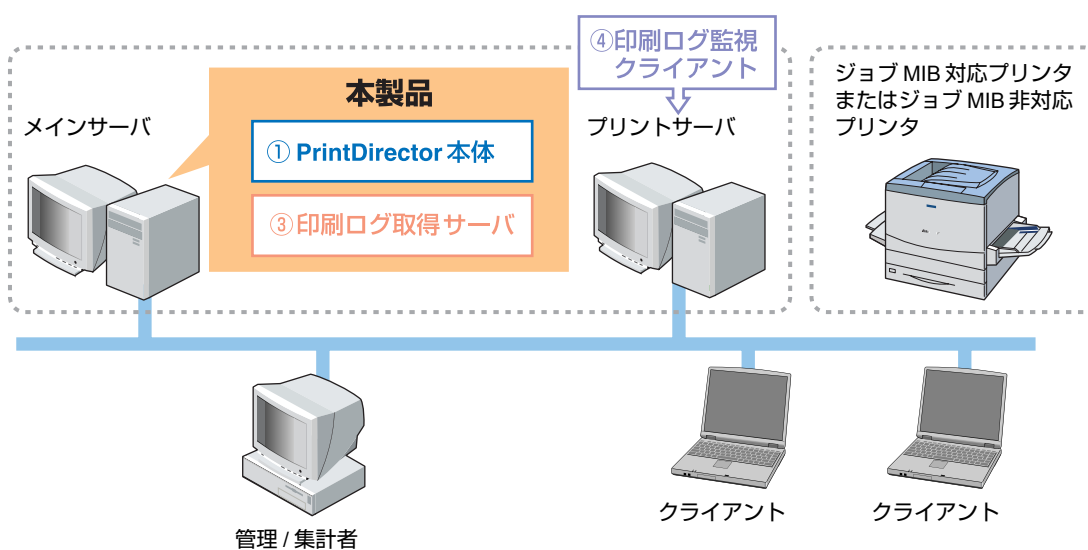 ④印刷ログ監視
クライアント
メインサーバ
本製品
① PrintDirector 本体
③印刷ログ取得サーバ
プリントサーバ
ジョブ MIB 対応プリンタ
またはジョブ MIB 非対応
プリンタ
管理 / 集計者
クライアント
クライアント